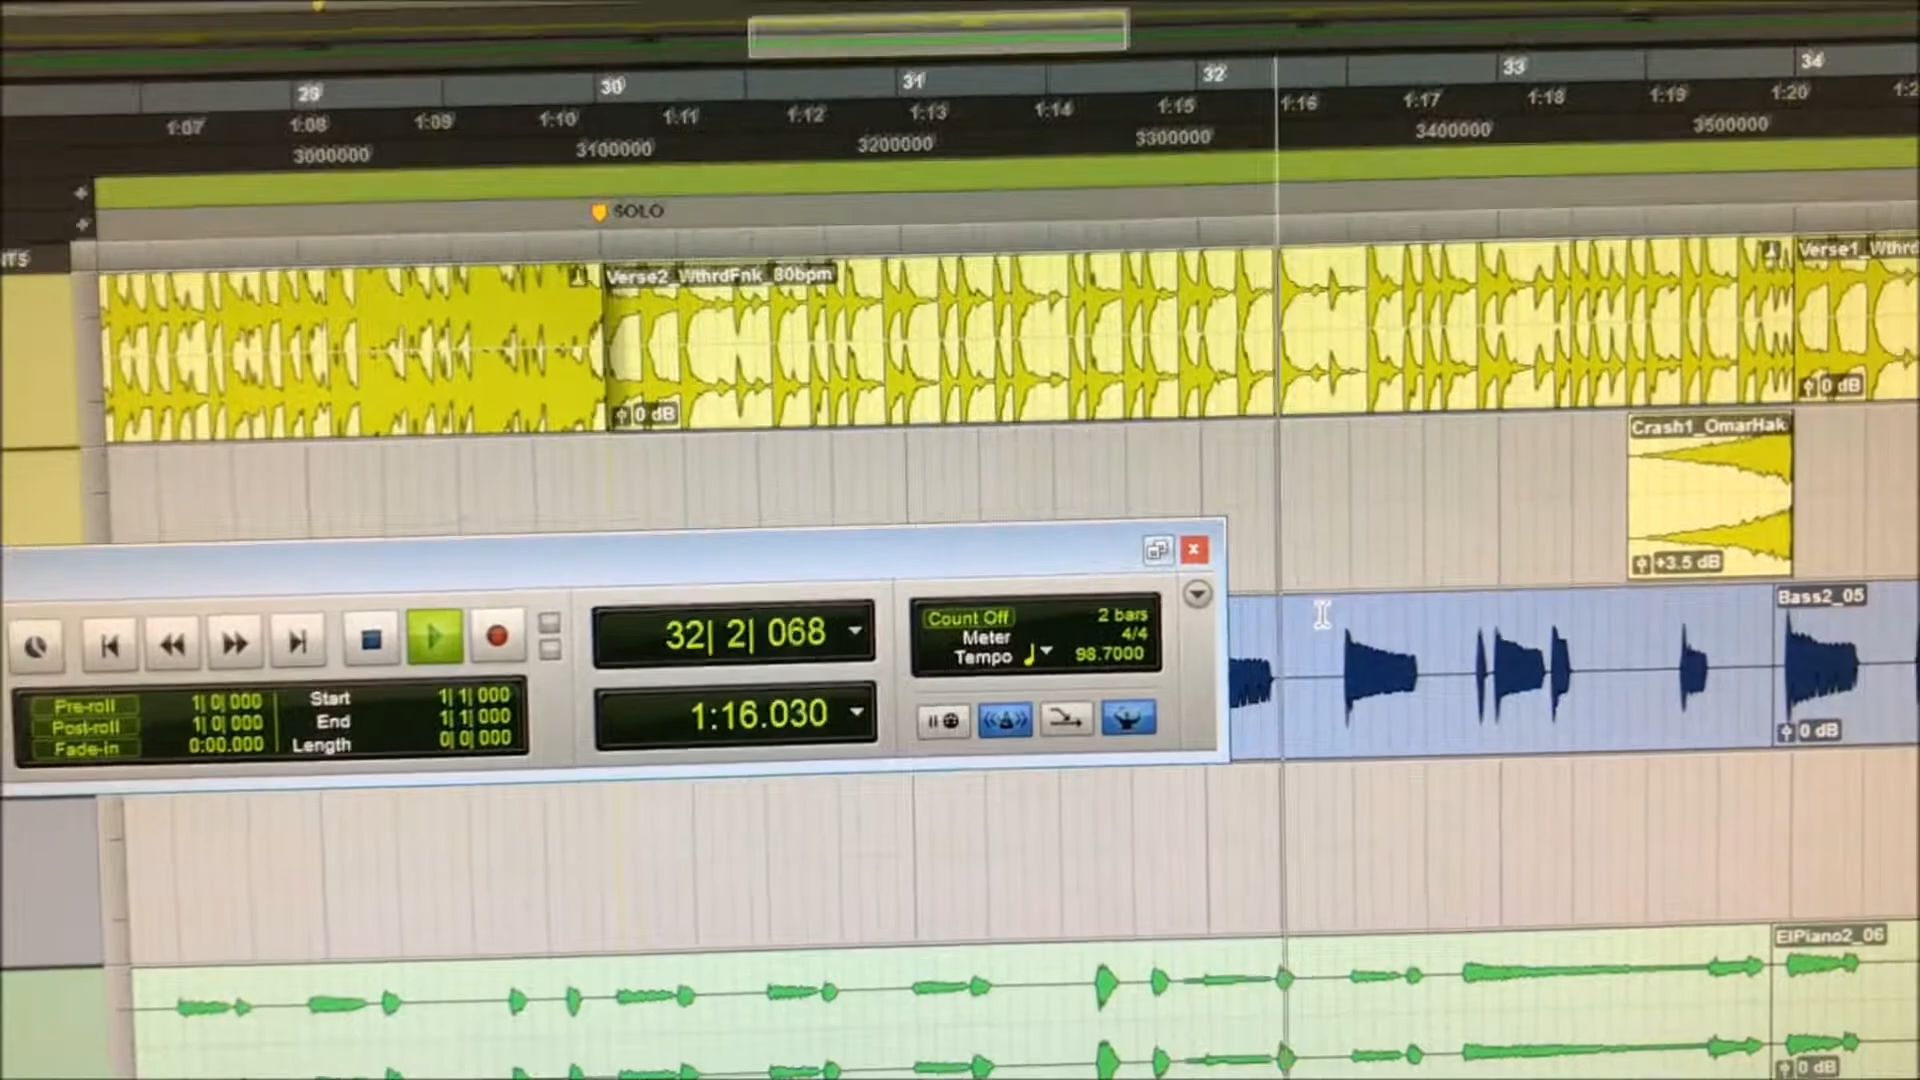 29 30 31 32 33 34
1:07 1:08 1:09 1:10 1:11 1:12 1:13 1:14 1:15 1:16 1:17 1:18 1:19 1:20
3000000 3100000 3200000 3300000 3400000 3500000
SOLO
NTS
Verse2_WthrdFnk_80bpm
Verse1_Wthrd
0 dB
0 dB
Crash1_OmarHak
+3.5 dB
Bass2_05
0 dB
32| 2| 068
1:16.030
Count Off 2 bars
Meter 4/4
Tempo 98.7000
Pre-roll 1| 0| 000
Post-roll 1| 0| 000
Fade-in 0:00.000
Start 1| 1| 000
End 1| 1| 000
Length 0| 0| 000
ElPiano2_06
0 dB